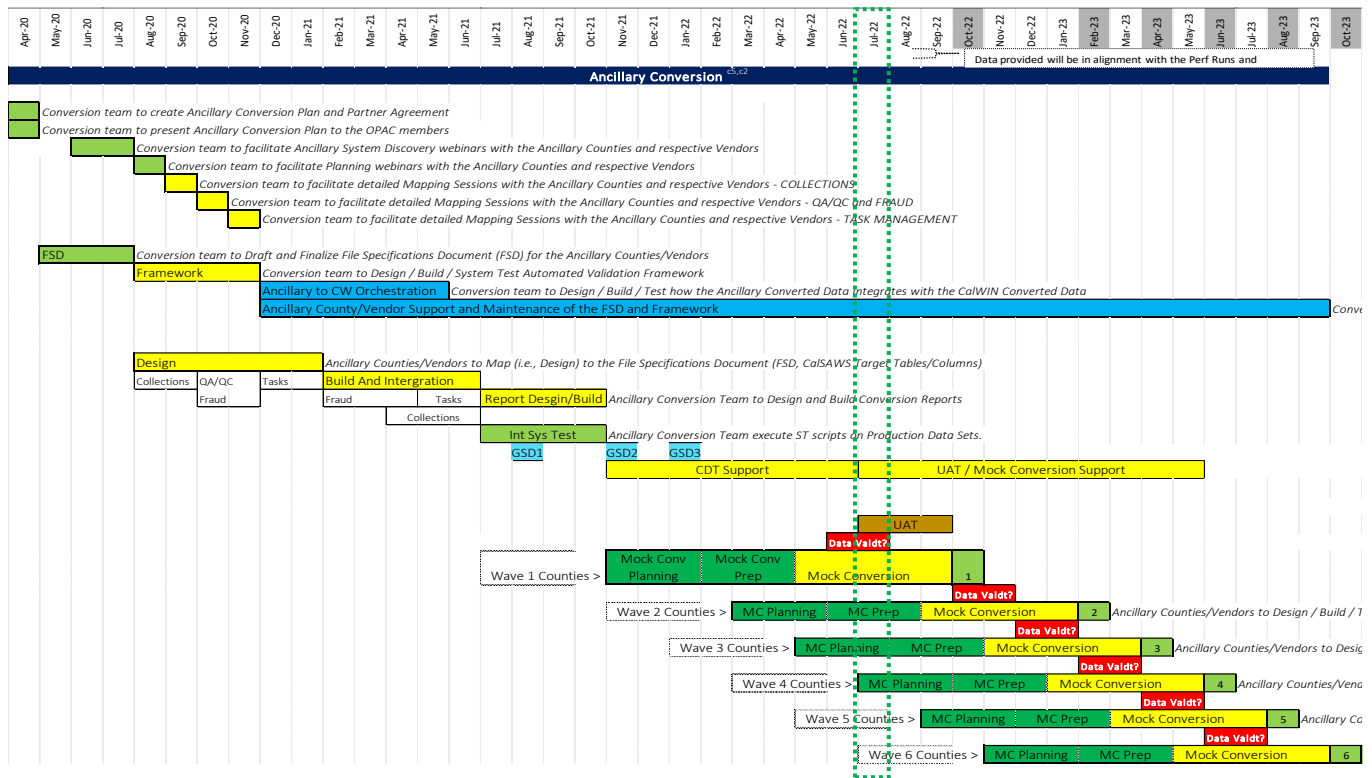 Apr-20 May-20 Jun-20 Jul-20 Aug-20 Sep-20 Oct-20 Nov-20 Dec-20 Jan-21 Feb-21 Mar-21 Apr-21 May-21 Jun-21 Jul-21 Aug-21 Sep-21 Oct-21 Nov-21 Dec-21 Jan-22 Feb-22 Mar-22 Apr-22 May-22 Jun-22 Jul-22 Aug-22 Sep-22 Oct-22 Nov-22 Dec-22 Jan-23 Feb-23 Mar-23 Apr-23 May-23 Jun-23 Jul-23 Aug-23 Sep-23 Oct-23
Data provided will be in alignment with the Perf Runs and
Ancillary Conversion c5,c2
Conversion team to create Ancillary Conversion Plan and Partner Agreement
Conversion team to present Ancillary Conversion Plan to the OPAC members
Conversion team to facilitate Ancillary System Discovery webinars with the Ancillary Counties and respective Vendors
Conversion team to facilitate Planning webinars with the Ancillary Counties and respective Vendors
Conversion team to facilitate detailed Mapping Sessions with the Ancillary Counties and respective Vendors - COLLECTIONS
Conversion team to facilitate detailed Mapping Sessions with the Ancillary Counties and respective Vendors - QA/QC and FRAUD
Conversion team to facilitate detailed Mapping Sessions with the Ancillary Counties and respective Vendors - TASK MANAGEMENT
FSD Conversion team to Draft and Finalize File Specifications Document (FSD) for the Ancillary Counties/Vendors
Framework Conversion team to Design / Build / System Test Automated Validation Framework
Ancillary to CW Orchestration Conversion team to Design / Build / Test how the Ancillary Converted Data Integrates with the CalWIN Converted Data
Ancillary County/Vendor Support and Maintenance of the FSD and Framework Conve
Design Ancillary Counties/Vendors to Map (i.e., Design) to the File Specifications Document (FSD, CalSAWS Target Tables/Columns)
Collections QA/QC Tasks Build And Intergration
Fraud Fraud Tasks Report Desgin/Build Ancillary Conversion Team to Design and Build Conversion Reports
Collections
Int Sys Test Ancillary Conversion Team execute ST scripts on Production Data Sets.
GSD1 GSD2 GSD3
CDT Support UAT / Mock Conversion Support
UAT
Data Valdt?
Mock Conv Mock Conv
Wave 1 Counties > Planning Prep Mock Conversion 1
Data Valdt?
Wave 2 Counties > MC Planning MC Prep Mock Conversion 2 Ancillary Counties/Vendors to Design / Build / T
Data Valdt?
Wave 3 Counties > MC Planning MC Prep Mock Conversion 3 Ancillary Counties/Vendors to Desig
Data Valdt?
Wave 4 Counties > MC Planning MC Prep Mock Conversion 4 Ancillary Counties/Vend
Data Valdt?
Wave 5 Counties > MC Planning MC Prep Mock Conversion 5 Ancillary Co
Data Valdt?
Wave 6 Counties > MC Planning MC Prep Mock Conversion 6